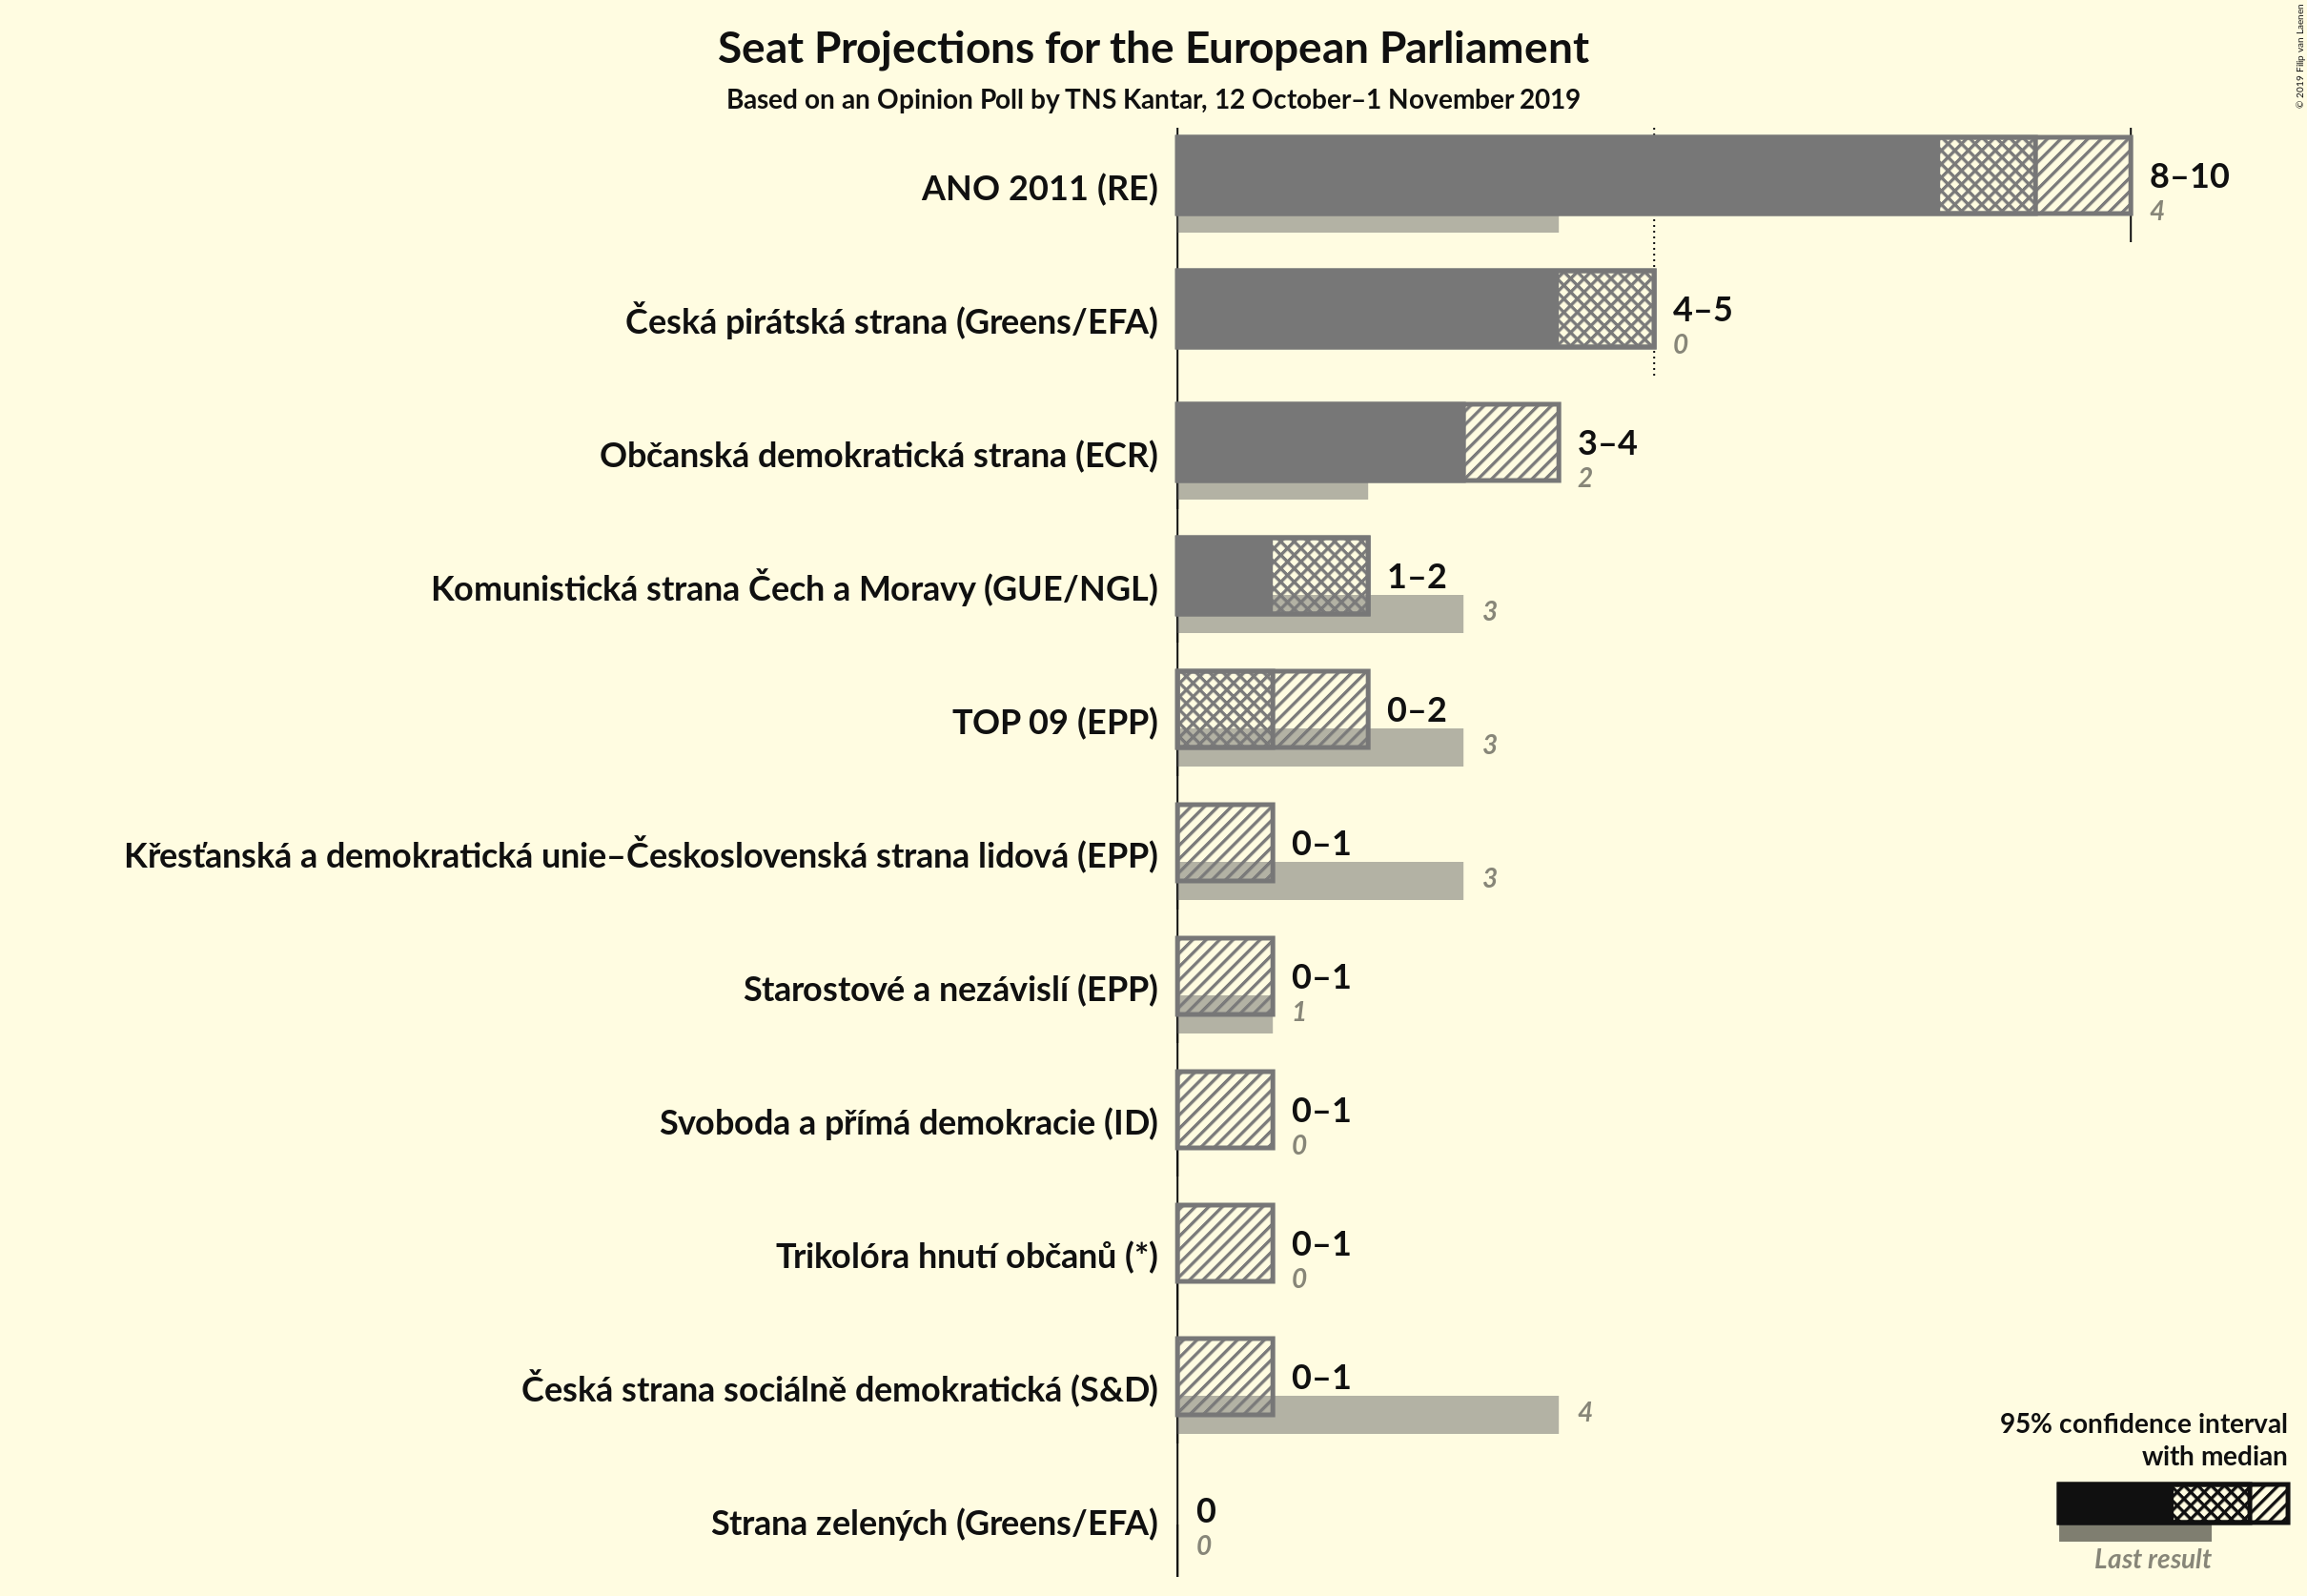 Seat Projections for the European Parliament
Based on an Opinion Poll by TNS Kantar, 12 October–1 November 2019
© 2019 Filip van Laenen
ANO 2011 (RE)
8–10
4
Česká pirátská strana (Greens/EFA)
4–5
0
Občanská demokratická strana (ECR)
3–4
2
Komunistická strana Čech a Moravy (GUE/NGL)
1–2
3
TOP 09 (EPP)
0–2
3
Křesťanská a demokratická unie–Československá strana lidová (EPP)
0–1
3
Starostové a nezávislí (EPP)
0–1
1
Svoboda a přímá demokracie (ID)
0–1
0
Trikolóra hnutí občanů (*)
0–1
0
Česká strana sociálně demokratická (S&D)
0–1
4
Strana zelených (Greens/EFA)
0
0
95% confidence interval
with median
Last result